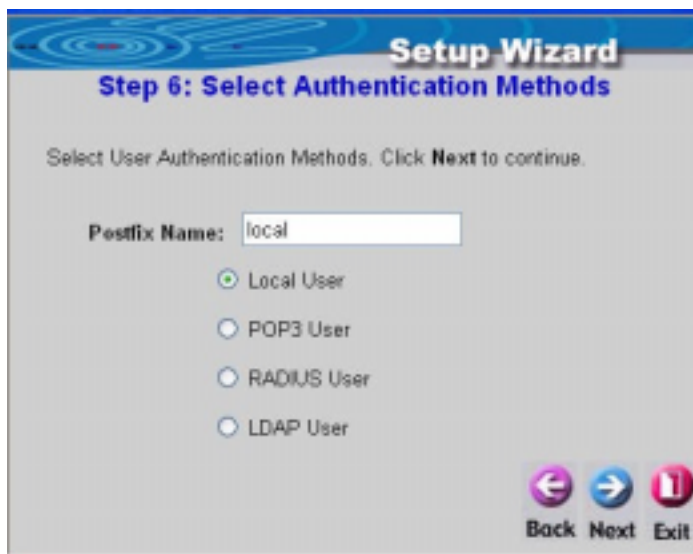 Setup Wizard
Step 6: Select Authentication Methods
Select User Authentication Methods. Click Next to continue.
Postfix Name: local
Local User
POP3 User
RADIUS User
LDAP User
Back Next Exit